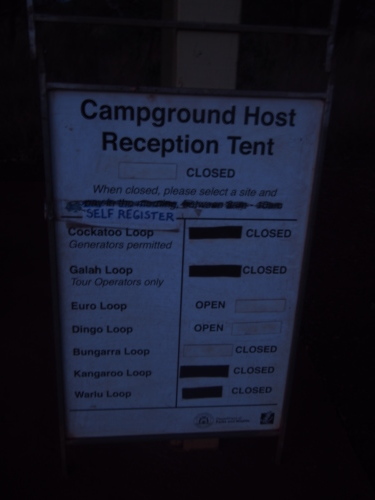 Campground Host
Reception Tent
CLOSED
When closed, please select a site and
SELF REGISTER
Cockatoo Loop CLOSED
Generators permitted
Galah Loop CLOSED
Tour Operators only
Euro Loop OPEN
Dingo Loop OPEN
Bungarra Loop CLOSED
Kangaroo Loop CLOSED
Warlu Loop CLOSED